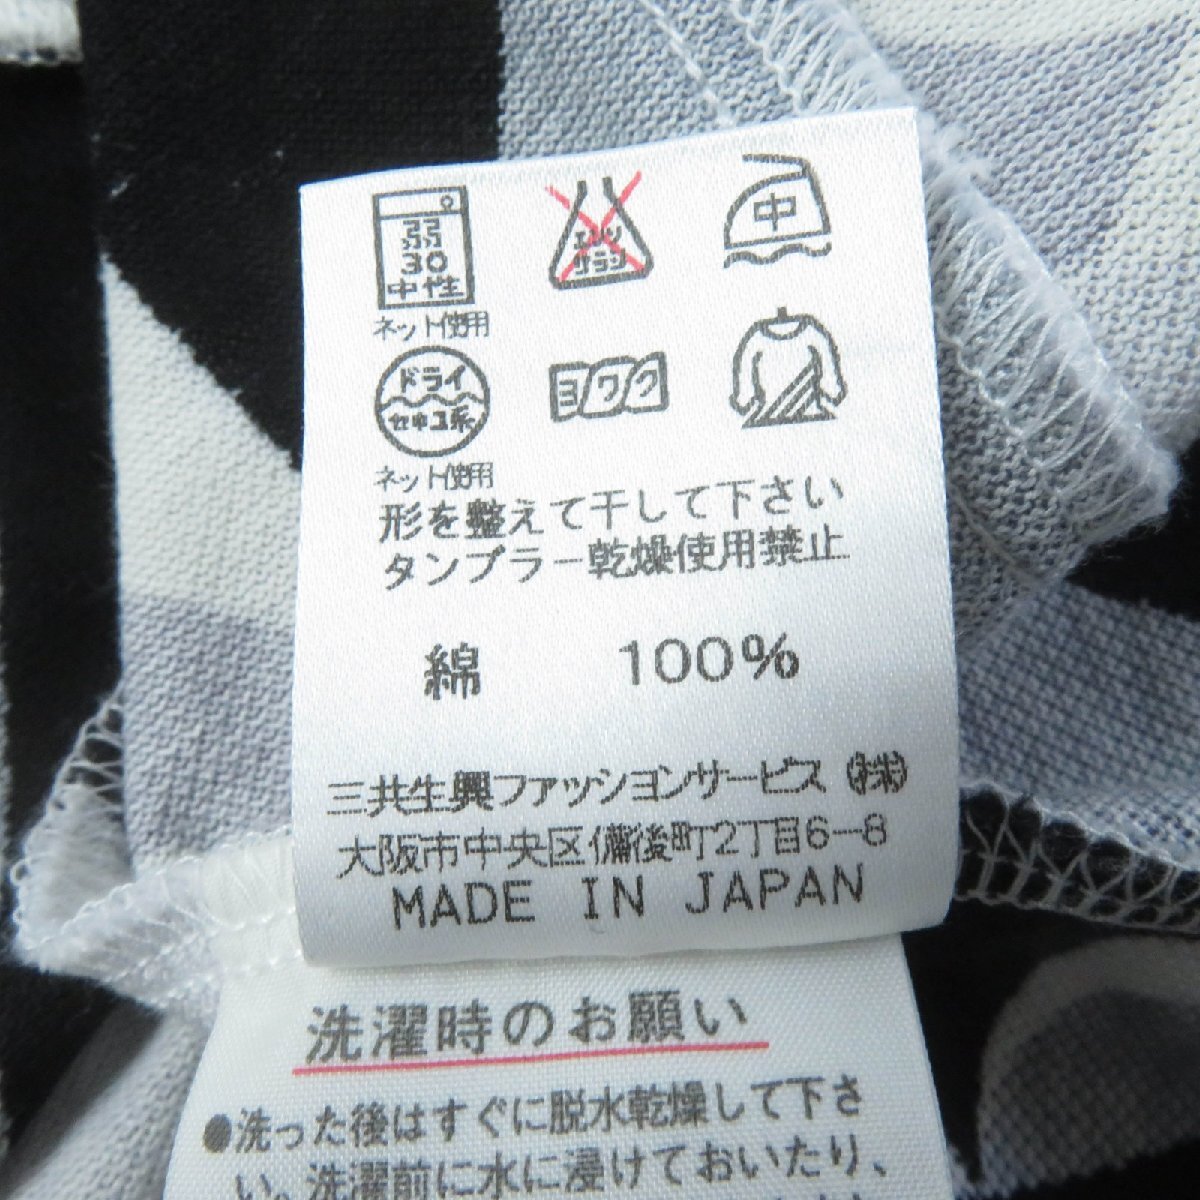 弱
30
中性
ネット使用
エンソ
サラシ
中
ドライ
セキユ系
ネット使用
ヨワク
形を整えて干して下さい
タンブラー乾燥使用禁止
綿 100%
三共生興ファッションサービス ㈱
大阪市中央区備後町2丁目6-8
MADE IN JAPAN
洗濯時のお願い
●洗った後はすぐに脱水乾燥して下さ
い。洗濯前に水に浸けておいたり、